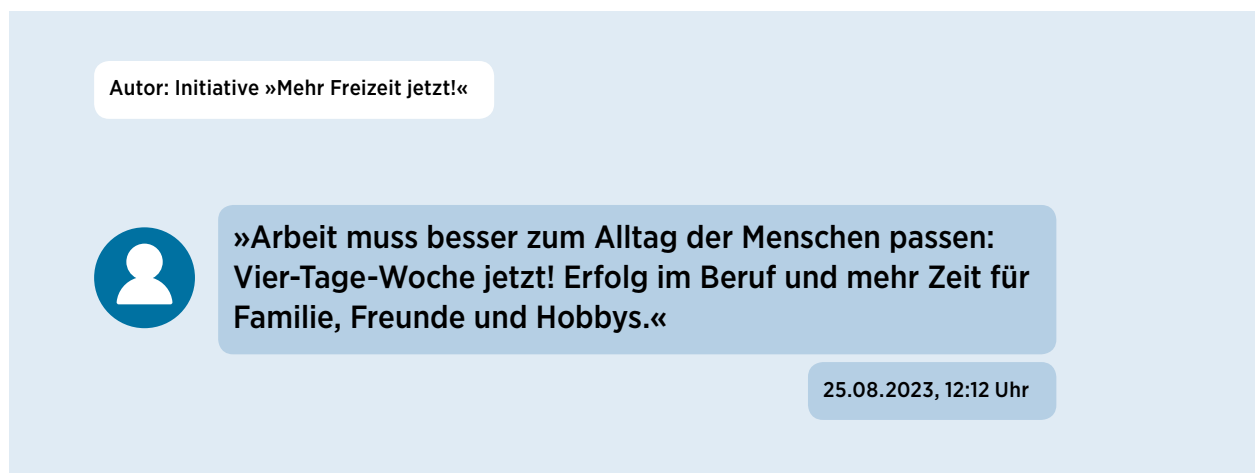 Autor: Initiative »Mehr Freizeit jetzt!«
»Arbeit muss besser zum Alltag der Menschen passen:
Vier-Tage-Woche jetzt! Erfolg im Beruf und mehr Zeit für
Familie, Freunde und Hobbys.«
25.08.2023, 12:12 Uhr